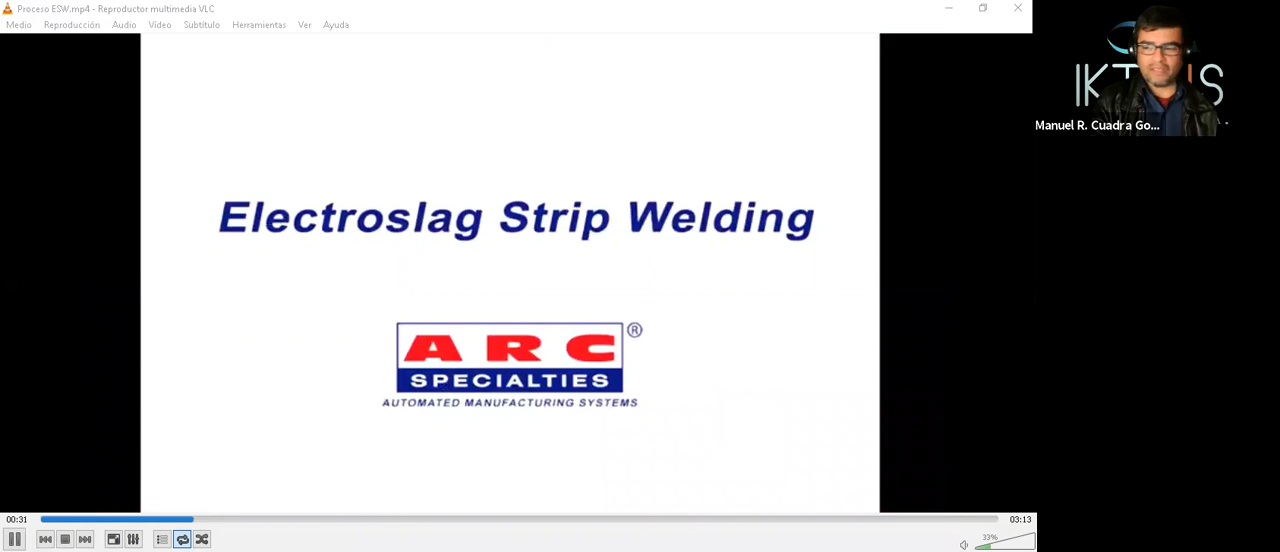 Proceso ESW.mp4 - Reproductor multimedia VLC
Medio Reproducción Audio Vídeo Subtítulo Herramientas Ver Ayuda
Electroslag Strip Welding
ARC®
SPECIALTIES
AUTOMATED MANUFACTURING SYSTEMS
00:31
03:13
33%
Manuel R. Cuadra Go...